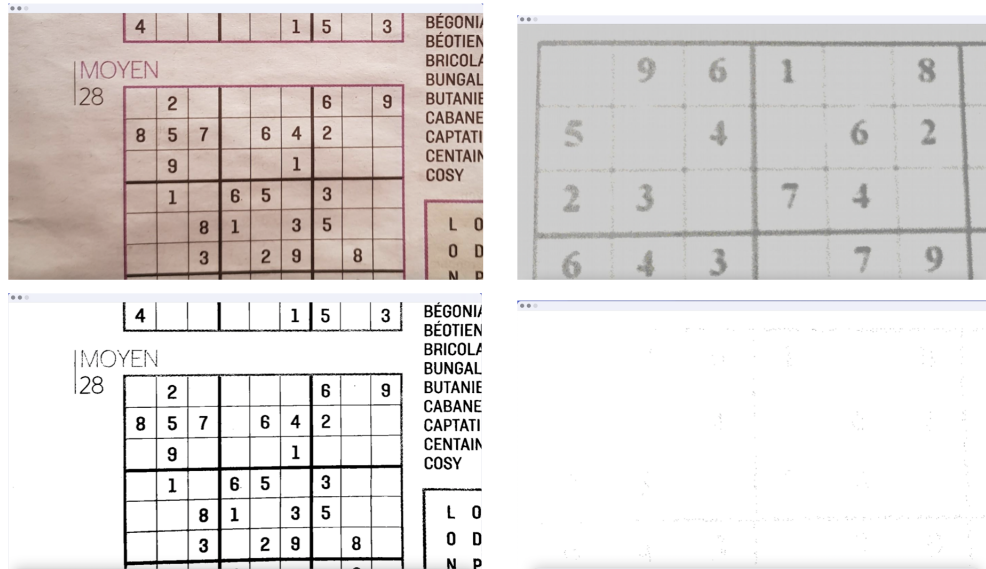 4 1 5 3
MOYEN
28
2 6 9
8 5 7 6 4 2
9 1
1 6 5 3
8 1 3 5
3 2 9 8
BÉGONIA
BÉOTIEN
BRICOLA
BUNGAL
BUTANIE
CABANE
CAPTATI
CENTAIN
COSY
L O
O D
N P
9 6 1 8
5 4 6 2
2 3 7 4
6 4 3 7 9
4 1 5 3
MOYEN
28
2 6 9
8 5 7 6 4 2
9 1
1 6 5 3
8 1 3 5
3 2 9 8
BÉGONIA
BÉOTIEN
BRICOLA
BUNGAL
BUTANIE
CABANE
CAPTATI
CENTAIN
COSY
L O
O D
N P